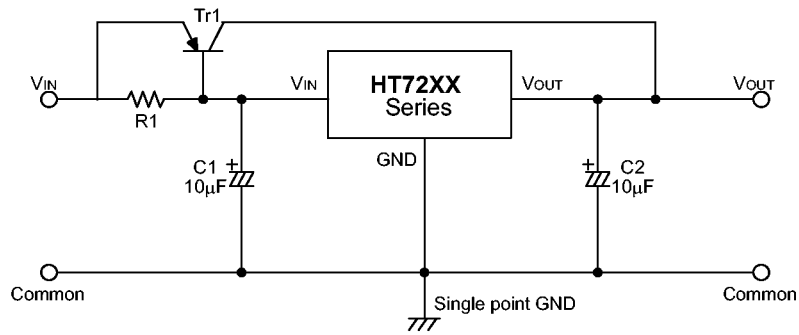 Tr1
VIN
R1
VIN
HT72XX
Series
VOUT
VOUT
GND
C1
10µF
C2
10µF
+
+
Common
Single point GND
Common